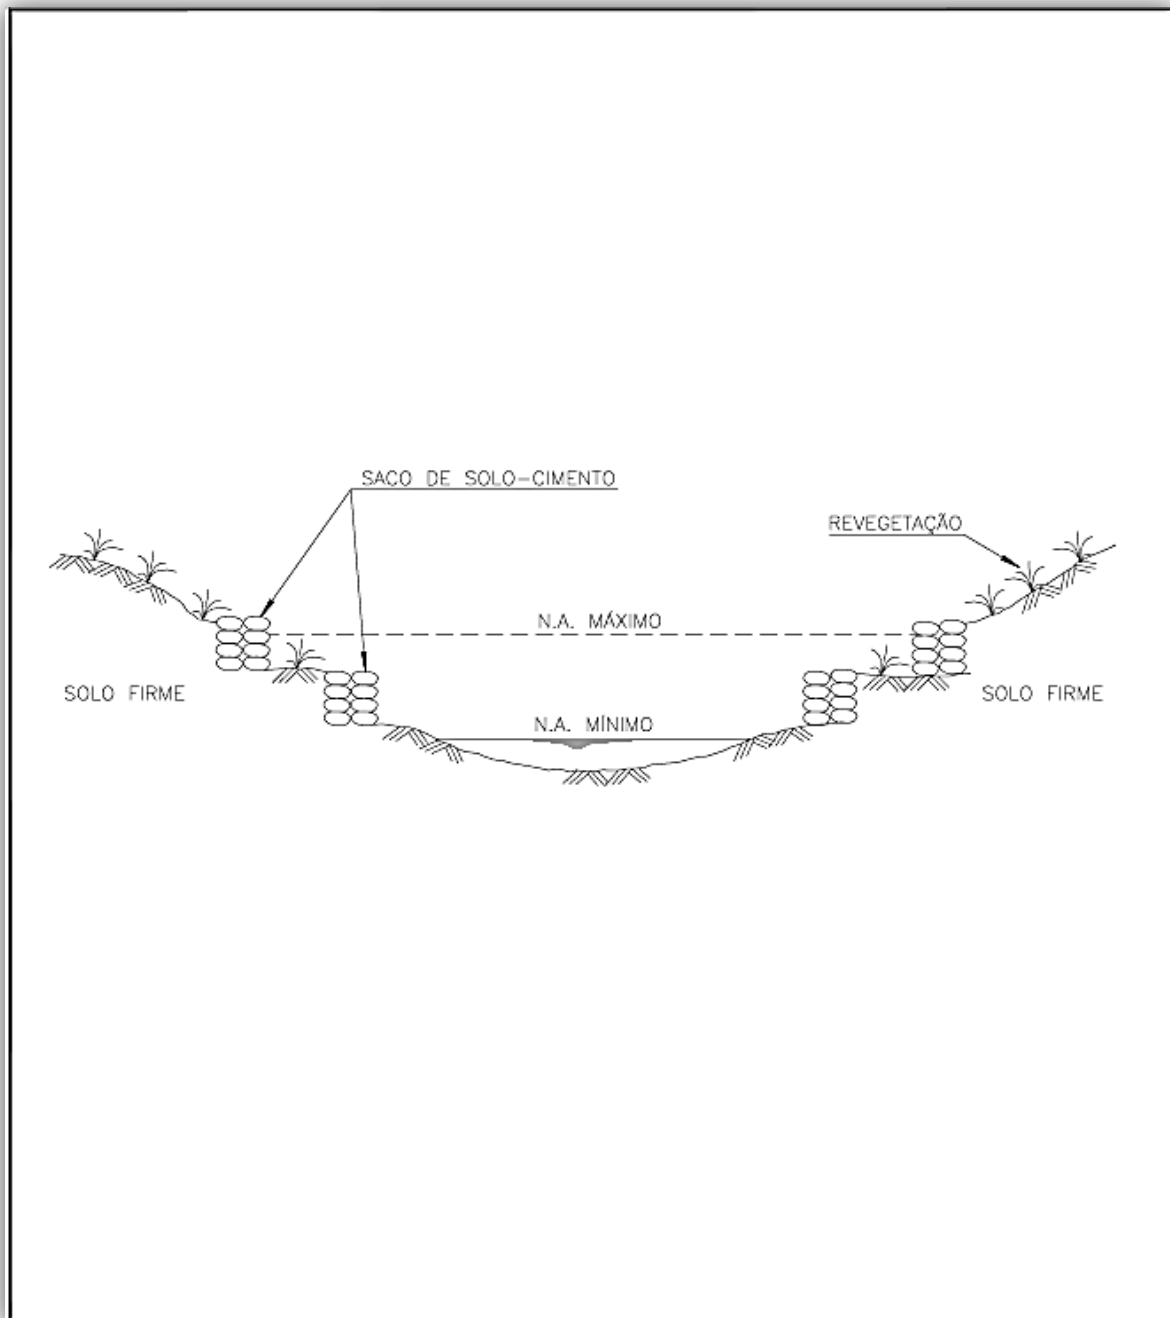 SACO DE SOLO-CIMENTO
REVEGETAÇÃO
N.A. MÁXIMO
SOLO FIRME
SOLO FIRME
N.A. MÍNIMO